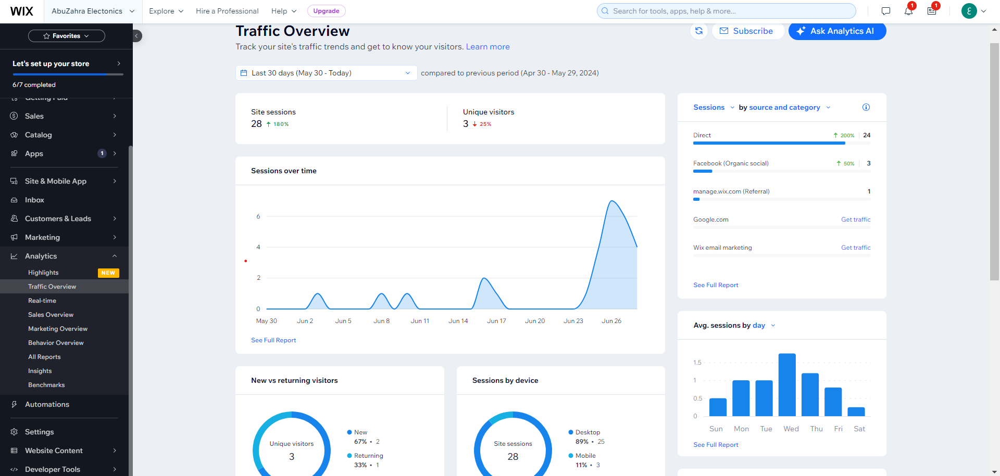 WIX
AbuZahra Electonics
Explore
Hire a Professional
Help
Upgrade
Search for tools, apps, help & more...
1
1
ع
Favorites
Let's set up your store
6/7 completed
Getting Paid
Sales
Catalog
Apps
1
Site & Mobile App
Inbox
Customers & Leads
Marketing
Analytics
Highlights
NEW
Traffic Overview
Real-time
Sales Overview
Marketing Overview
Behavior Overview
All Reports
Insights
Benchmarks
Automations
Settings
Website Content
Developer Tools
Traffic Overview
Subscribe
Ask Analytics AI
Track your site's traffic trends and get to know your visitors. Learn more
Last 30 days (May 30 - Today)
compared to previous period (Apr 30 - May 29, 2024)
Site sessions
28 180%
Unique visitors
3 25%
Sessions over time
6
4
2
0
May 30 Jun 2 Jun 5 Jun 8 Jun 11 Jun 14 Jun 17 Jun 20 Jun 23 Jun 26
See Full Report
New vs returning visitors
Unique visitors
3
New
67% • 2
Returning
33% • 1
Sessions by device
Site sessions
28
Desktop
89% • 25
Mobile
11% • 3
Sessions by source and category
Direct 200% 24
Facebook (Organic social) 50% 3
manage.wix.com (Referral) 1
Google.com Get traffic
Wix email marketing Get traffic
See Full Report
Avg. sessions by day
1.5
1
0.5
0
Sun Mon Tue Wed Thu Fri Sat
See Full Report